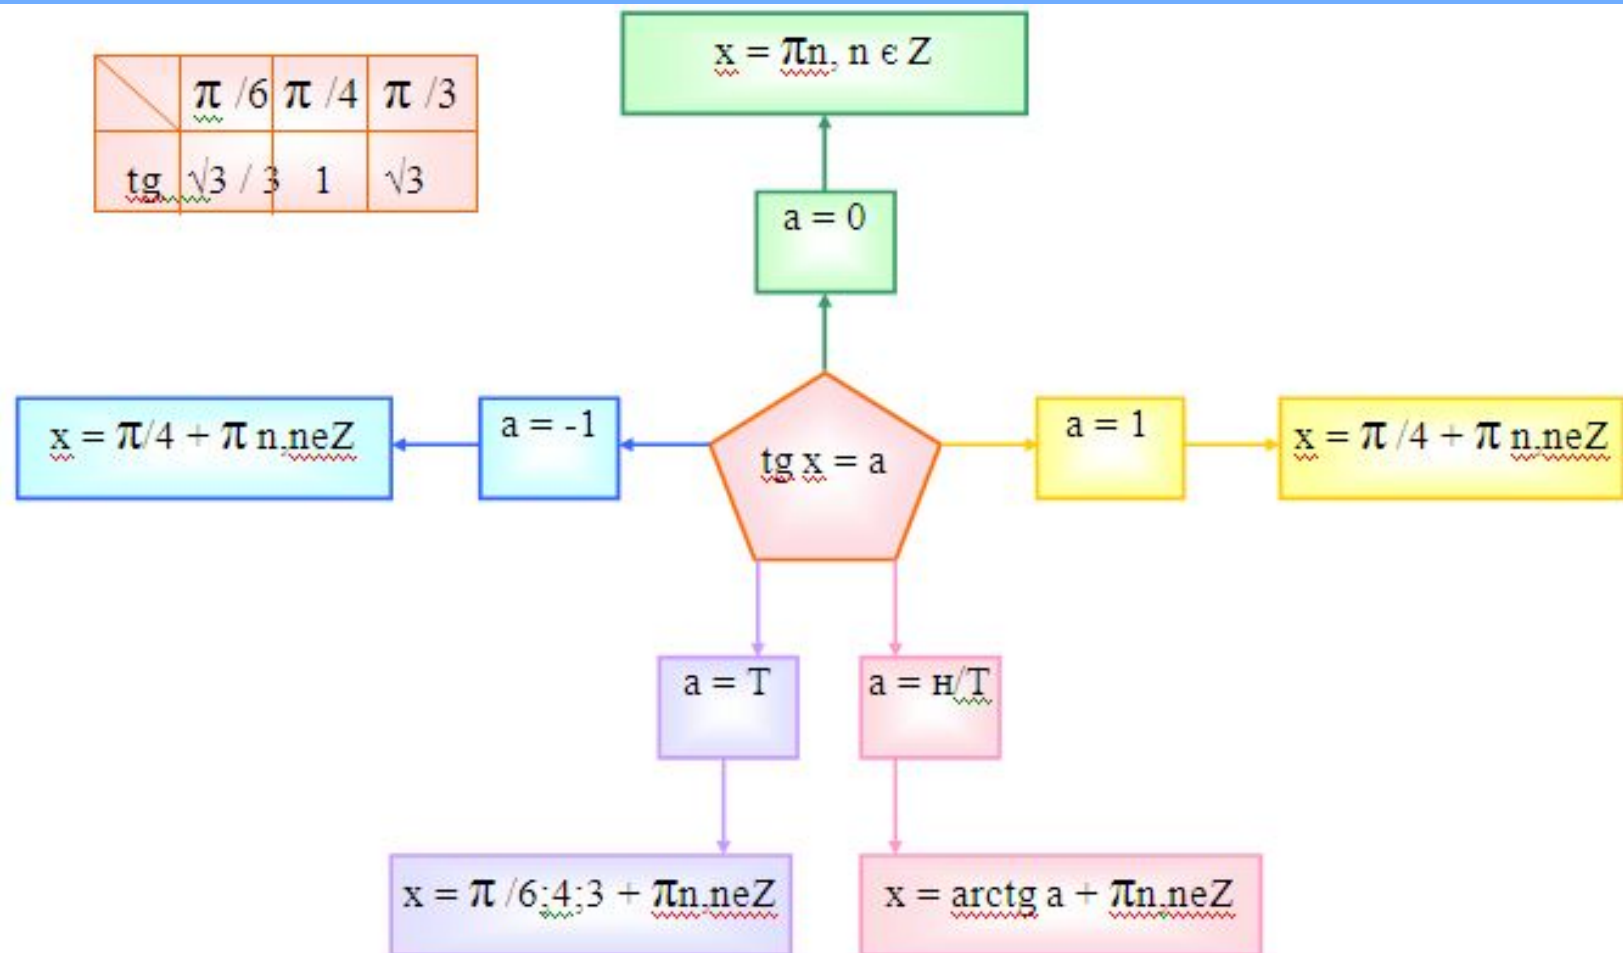 π /6 π /4 π /3
tg √3 / 3 1 √3
x = πn, n є Z
a = 0
x = π/4 + π n,neZ
a = -1
tg x = a
a = 1
x = π /4 + π n,neZ
a = T
a = н/T
x = π /6;4;3 + πn,neZ
x = arctg a + πn,neZ